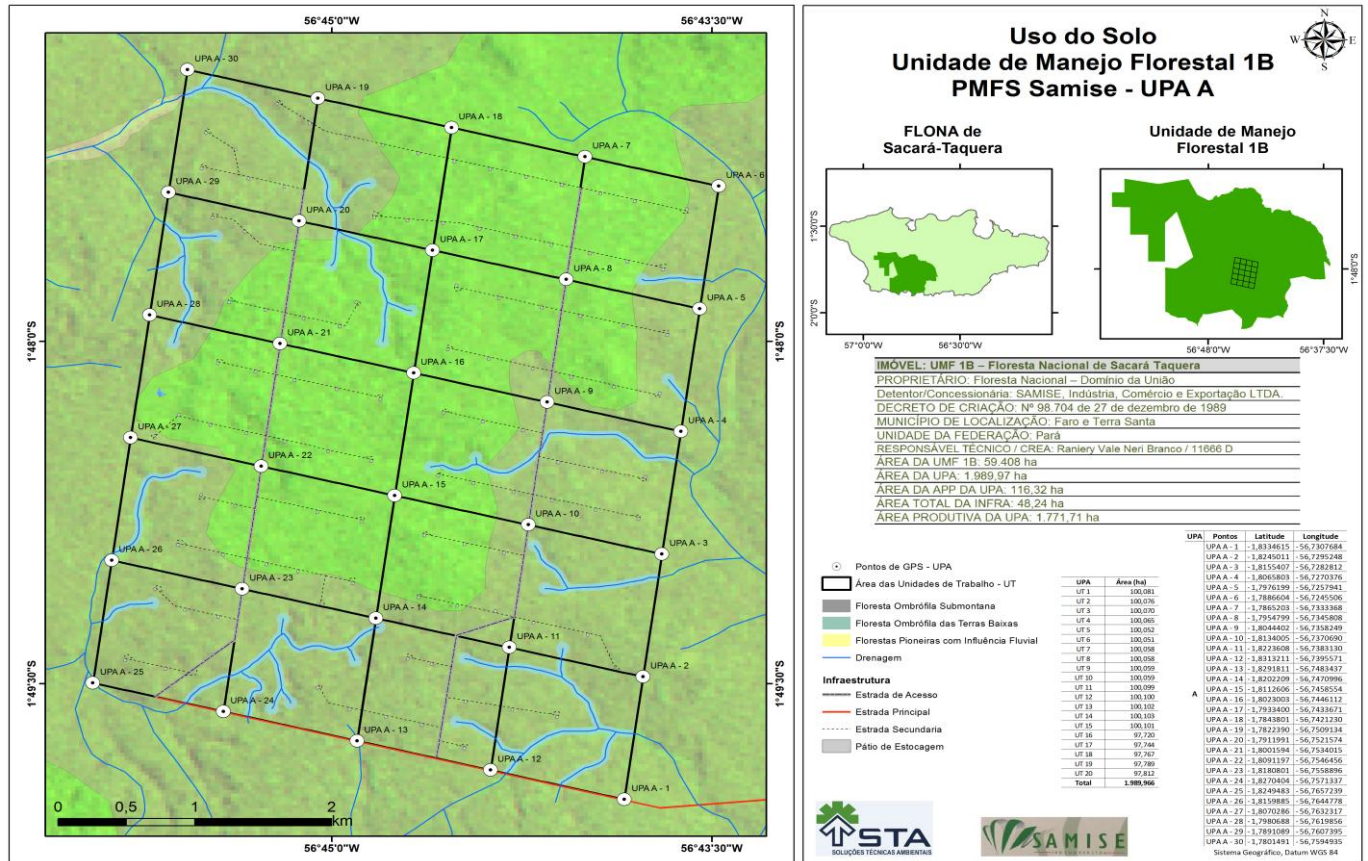 56°45'0"W
56°43'30"W
UPA A - 30
UPA A - 19
UPA A - 18
UPA A - 7
UPA A - 6
UPA A - 29
UPA A - 20
UPA A - 17
UPA A - 8
UPA A - 5
UPA A - 28
UPA A - 21
UPA A - 16
UPA A - 9
UPA A - 4
1°48'0"S
1°48'0"S
UPA A - 27
UPA A - 22
UPA A - 15
UPA A - 10
UPA A - 3
UPA A - 26
UPA A - 23
UPA A - 14
UPA A - 11
UPA A - 2
UPA A - 25
UPA A - 24
UPA A - 13
UPA A - 12
UPA A - 1
1°49'30"S
1°49'30"S
0 0,5 1 2
km
56°45'0"W
56°43'30"W
Uso do Solo
Unidade de Manejo Florestal 1B
PMFS Samise - UPA A
N
W E
S
FLONA de
Sacará-Taquera
Unidade de Manejo
Florestal 1B
1°30'0"S
2°0'0"S
57°0'0"W
56°30'0"W
1°48'0"S
56°48'0"W
56°37'30"W
IMÓVEL: UMF 1B – Floresta Nacional de Sacará Taquera
PROPRIETÁRIO: Floresta Nacional – Domínio da União
Detentor/Concessionária: SAMISE, Indústria, Comércio e Exportação LTDA.
DECRETO DE CRIAÇÃO: Nº 98.704 de 27 de dezembro de 1989
MUNICÍPIO DE LOCALIZAÇÃO: Faro e Terra Santa
UNIDADE DA FEDERAÇÃO: Pará
RESPONSÁVEL TÉCNICO / CREA: Raniery Vale Neri Branco / 11666 D
ÁREA DA UMF 1B: 59.408 ha
ÁREA DA UPA: 1.989,97 ha
ÁREA DA APP DA UPA: 116,32 ha
ÁREA TOTAL DA INFRA: 48,24 ha
ÁREA PRODUTIVA DA UPA: 1.771,71 ha
Pontos de GPS - UPA
Área das Unidades de Trabalho - UT
Floresta Ombrófila Submontana
Floresta Ombrófila das Terras Baixas
Florestas Pioneiras com Influência Fluvial
Drenagem
Infraestrutura
Estrada de Acesso
Estrada Principal
Estrada Secundaria
Pátio de Estocagem
UPA Área (ha)
UT 1 100,081
UT 2 100,076
UT 3 100,070
UT 4 100,065
UT 5 100,052
UT 6 100,051
UT 7 100,058
UT 8 100,058
UT 9 100,059
UT 10 100,059
UT 11 100,099
UT 12 100,100
UT 13 100,102
UT 14 100,103
UT 15 100,101
UT 16 97,720
UT 17 97,744
UT 18 97,767
UT 19 97,789
UT 20 97,812
Total 1.989,966
UPA Pontos Latitude Longitude
A
UPA A - 1 -1,8334615 -56,7307684
UPA A - 2 -1,8245011 -56,7295248
UPA A - 3 -1,8155407 -56,7282812
UPA A - 4 -1,8065803 -56,7270376
UPA A - 5 -1,7976199 -56,7257941
UPA A - 6 -1,7886604 -56,7245506
UPA A - 7 -1,7865203 -56,7333368
UPA A - 8 -1,7954799 -56,7345808
UPA A - 9 -1,8044402 -56,7358249
UPA A - 10 -1,8134005 -56,7370690
UPA A - 11 -1,8223608 -56,7383130
UPA A - 12 -1,8313211 -56,7395571
UPA A - 13 -1,8291811 -56,7483437
UPA A - 14 -1,8202209 -56,7470996
UPA A - 15 -1,8112606 -56,7458554
UPA A - 16 -1,8023003 -56,7446112
UPA A - 17 -1,7933400 -56,7433671
UPA A - 18 -1,7843801 -56,7421230
UPA A - 19 -1,7822390 -56,7509134
UPA A - 20 -1,7911991 -56,7521574
UPA A - 21 -1,8001594 -56,7534015
UPA A - 22 -1,8091197 -56,7546456
UPA A - 23 -1,8180801 -56,7558896
UPA A - 24 -1,8270404 -56,7571337
UPA A - 25 -1,8249483 -56,7657239
UPA A - 26 -1,8159885 -56,7644778
UPA A - 27 -1,8070286 -56,7632317
UPA A - 28 -1,7980688 -56,7619856
UPA A - 29 -1,7891089 -56,7607395
UPA A - 30 -1,7801491 -56,7594935
Sistema Geográfico, Datum WGS 84
STA
SOLUÇÕES TÉCNICAS AMBIENTAIS
SAMISE